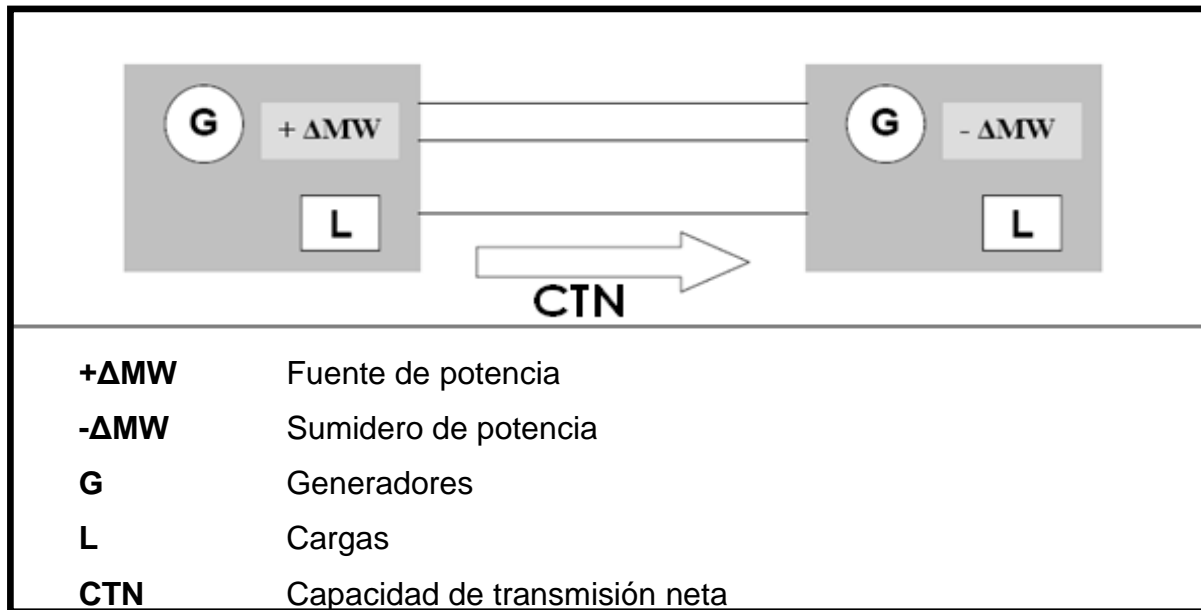 G + ΔMW G - ΔMW
L L
CTN
+ΔMW Fuente de potencia
-ΔMW Sumidero de potencia
G Generadores
L Cargas
CTN Capacidad de transmisión neta